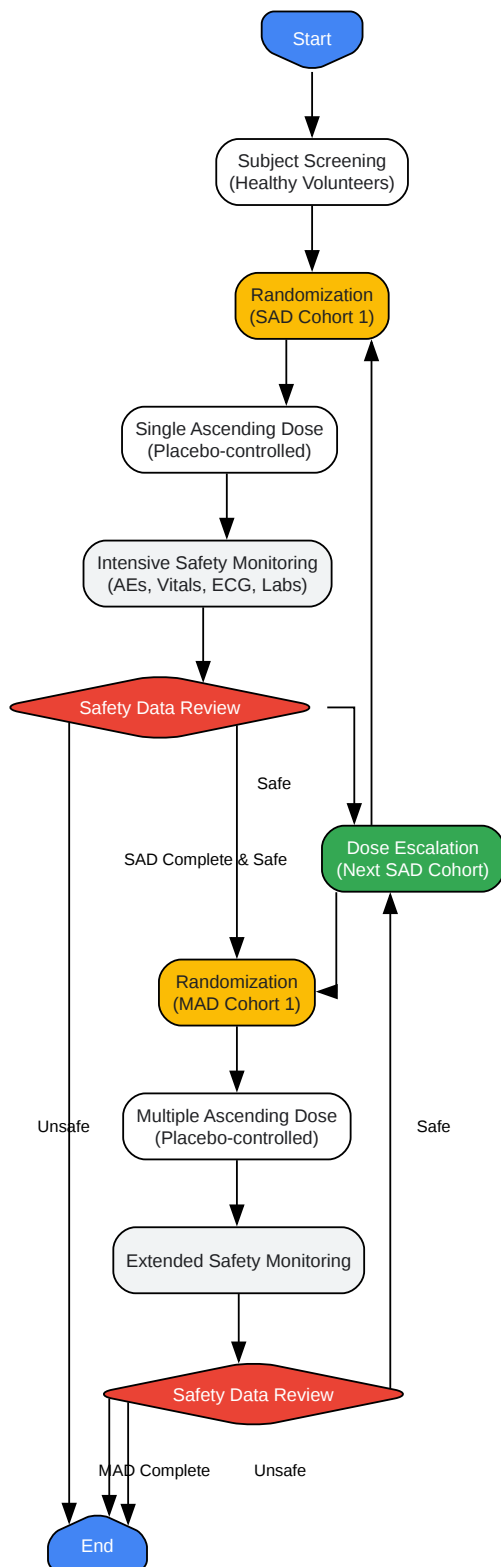 Start
Subject Screening
(Healthy Volunteers)
Randomization
(SAD Cohort 1)
Single Ascending Dose
(Placebo-controlled)
Intensive Safety Monitoring
(AEs, Vitals, ECG, Labs)
Safety Data Review
Safe
SAD Complete & Safe
Dose Escalation
(Next SAD Cohort)
Randomization
(MAD Cohort 1)
Unsafe
Multiple Ascending Dose
(Placebo-controlled)
Safe
Extended Safety Monitoring
Safety Data Review
MAD Complete
Unsafe
End